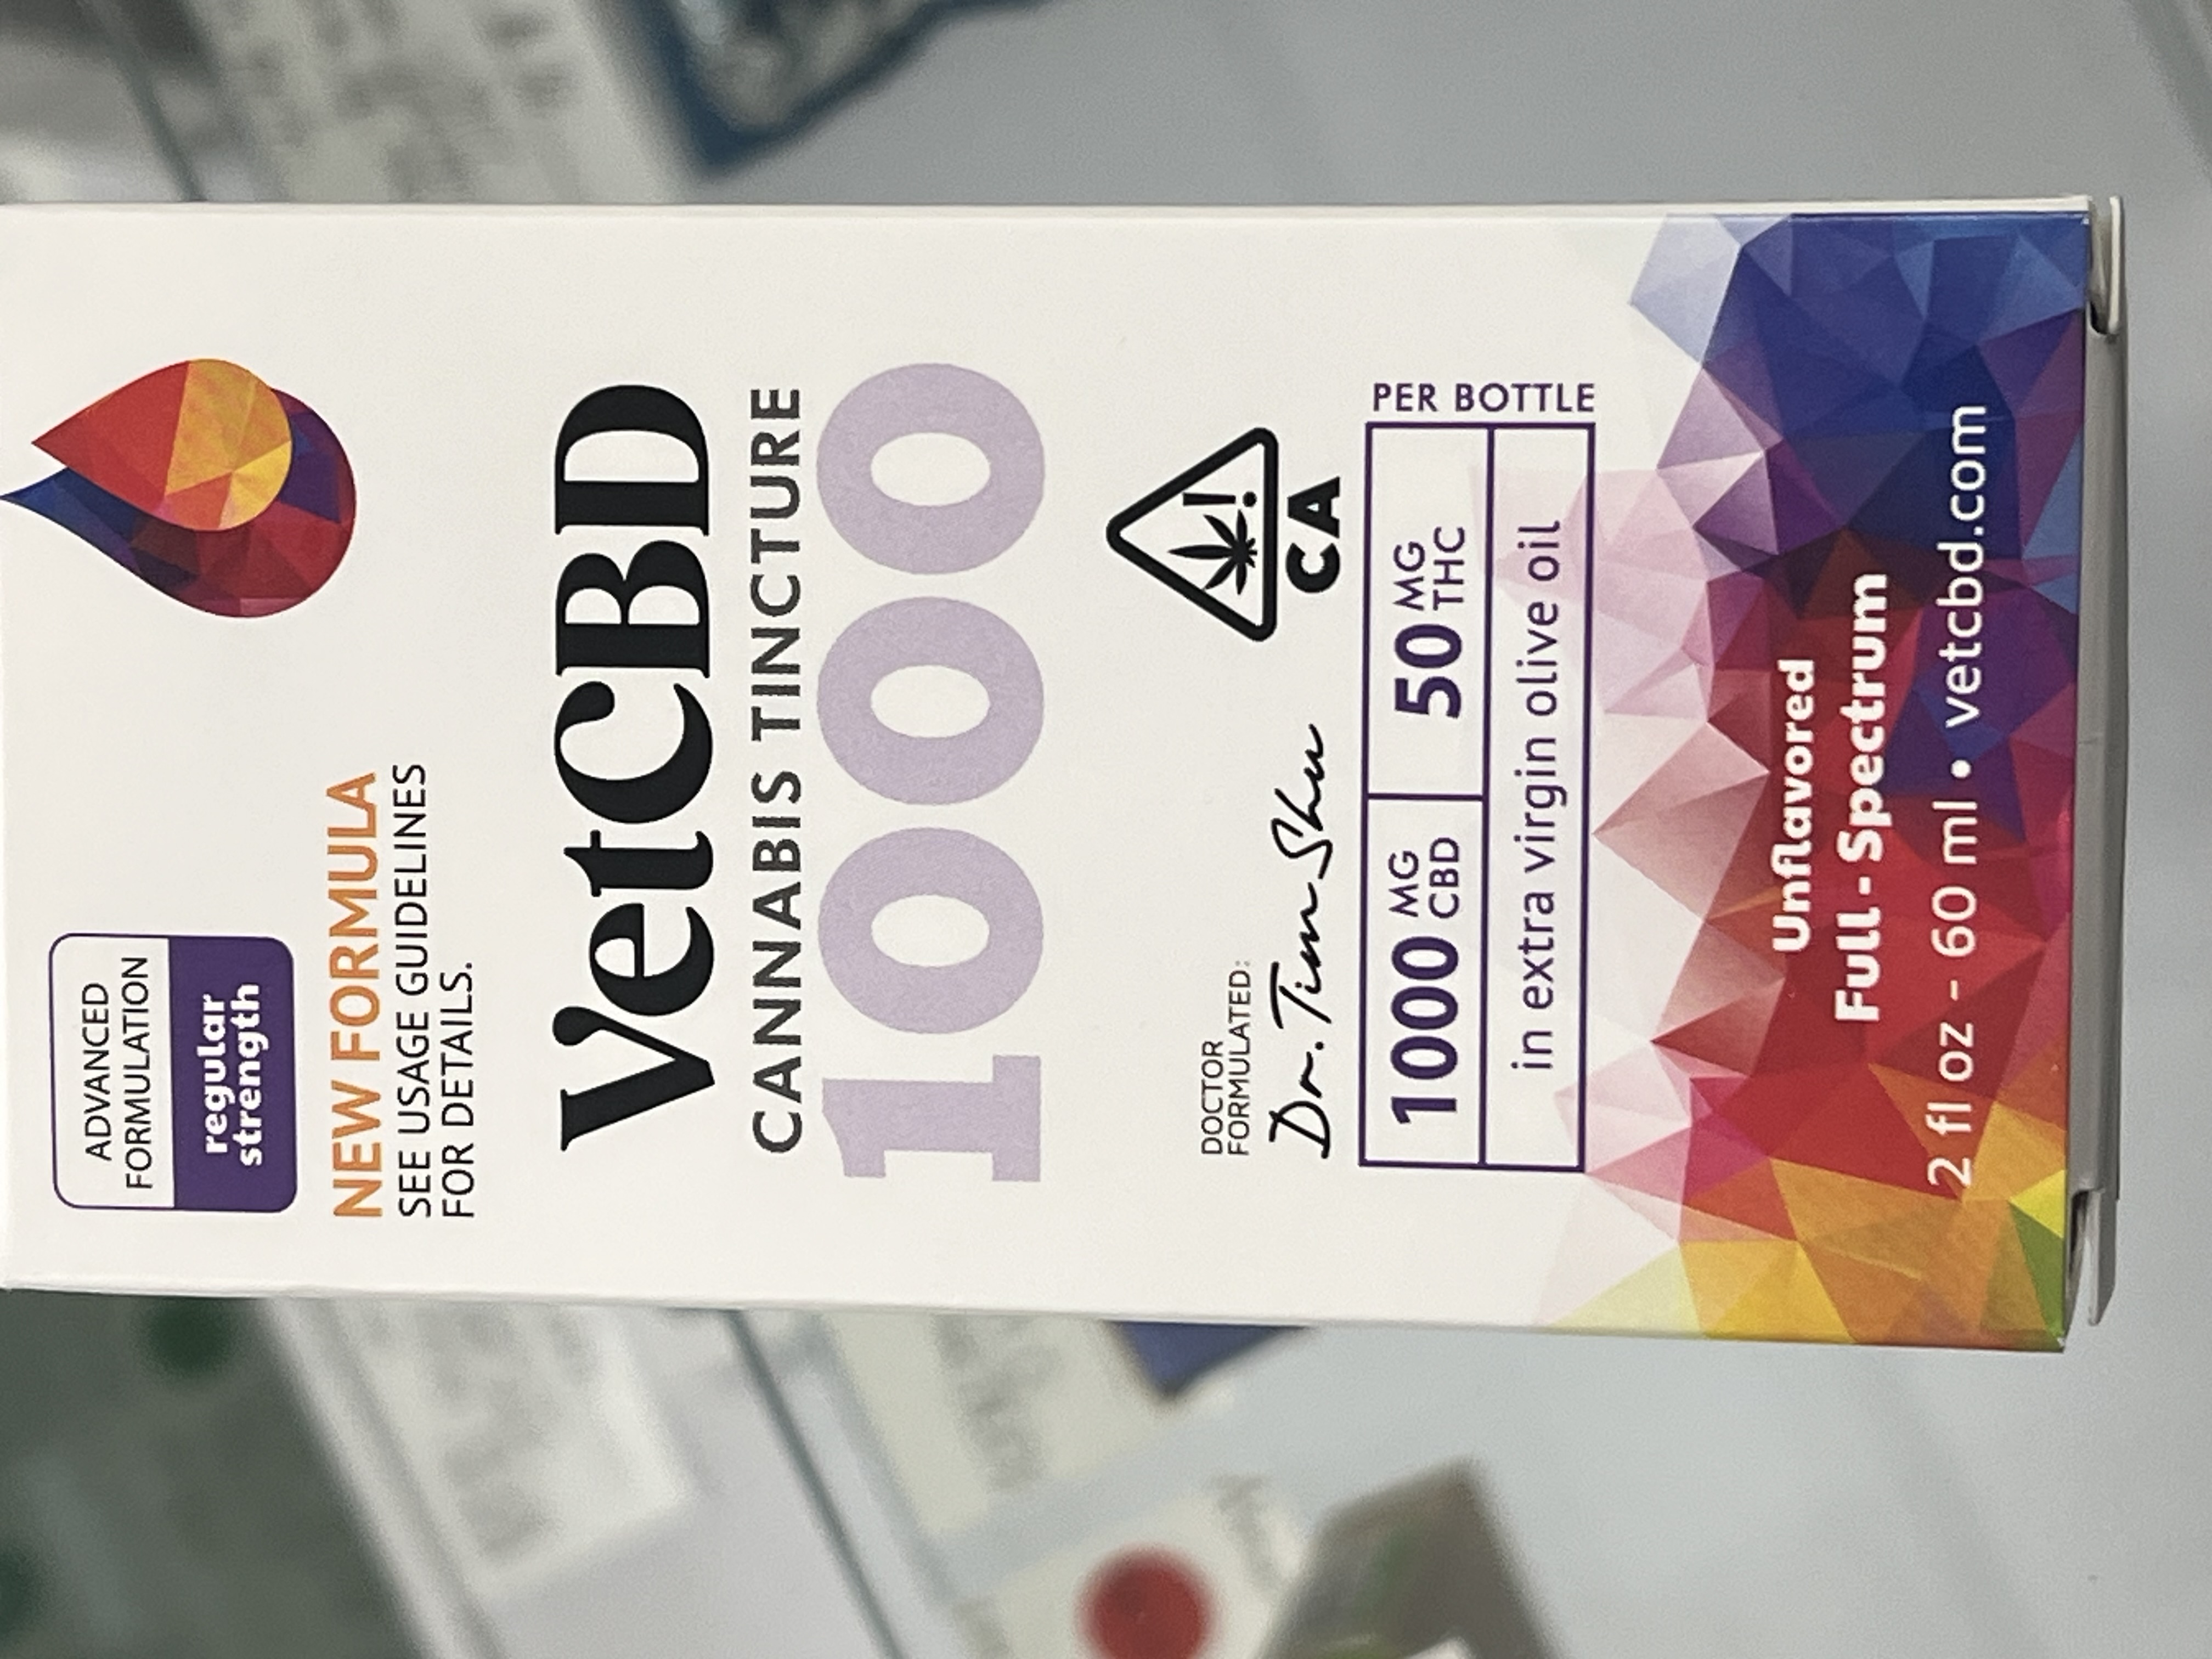 ADVANCED
FORMULATION
regular
strength
NEW FORMULA
SEE USAGE GUIDELINES
FOR DETAILS.
VetCBD
CANNABIS TINCTURE
1000
DOCTOR
FORMULATED:
Dr. Tim Shu
!
CA
1000 MG CBD
50 MG THC
PER BOTTLE
in extra virgin olive oil
Unflavored
Full-Spectrum
2 fl oz – 60 ml • vetcbd.com